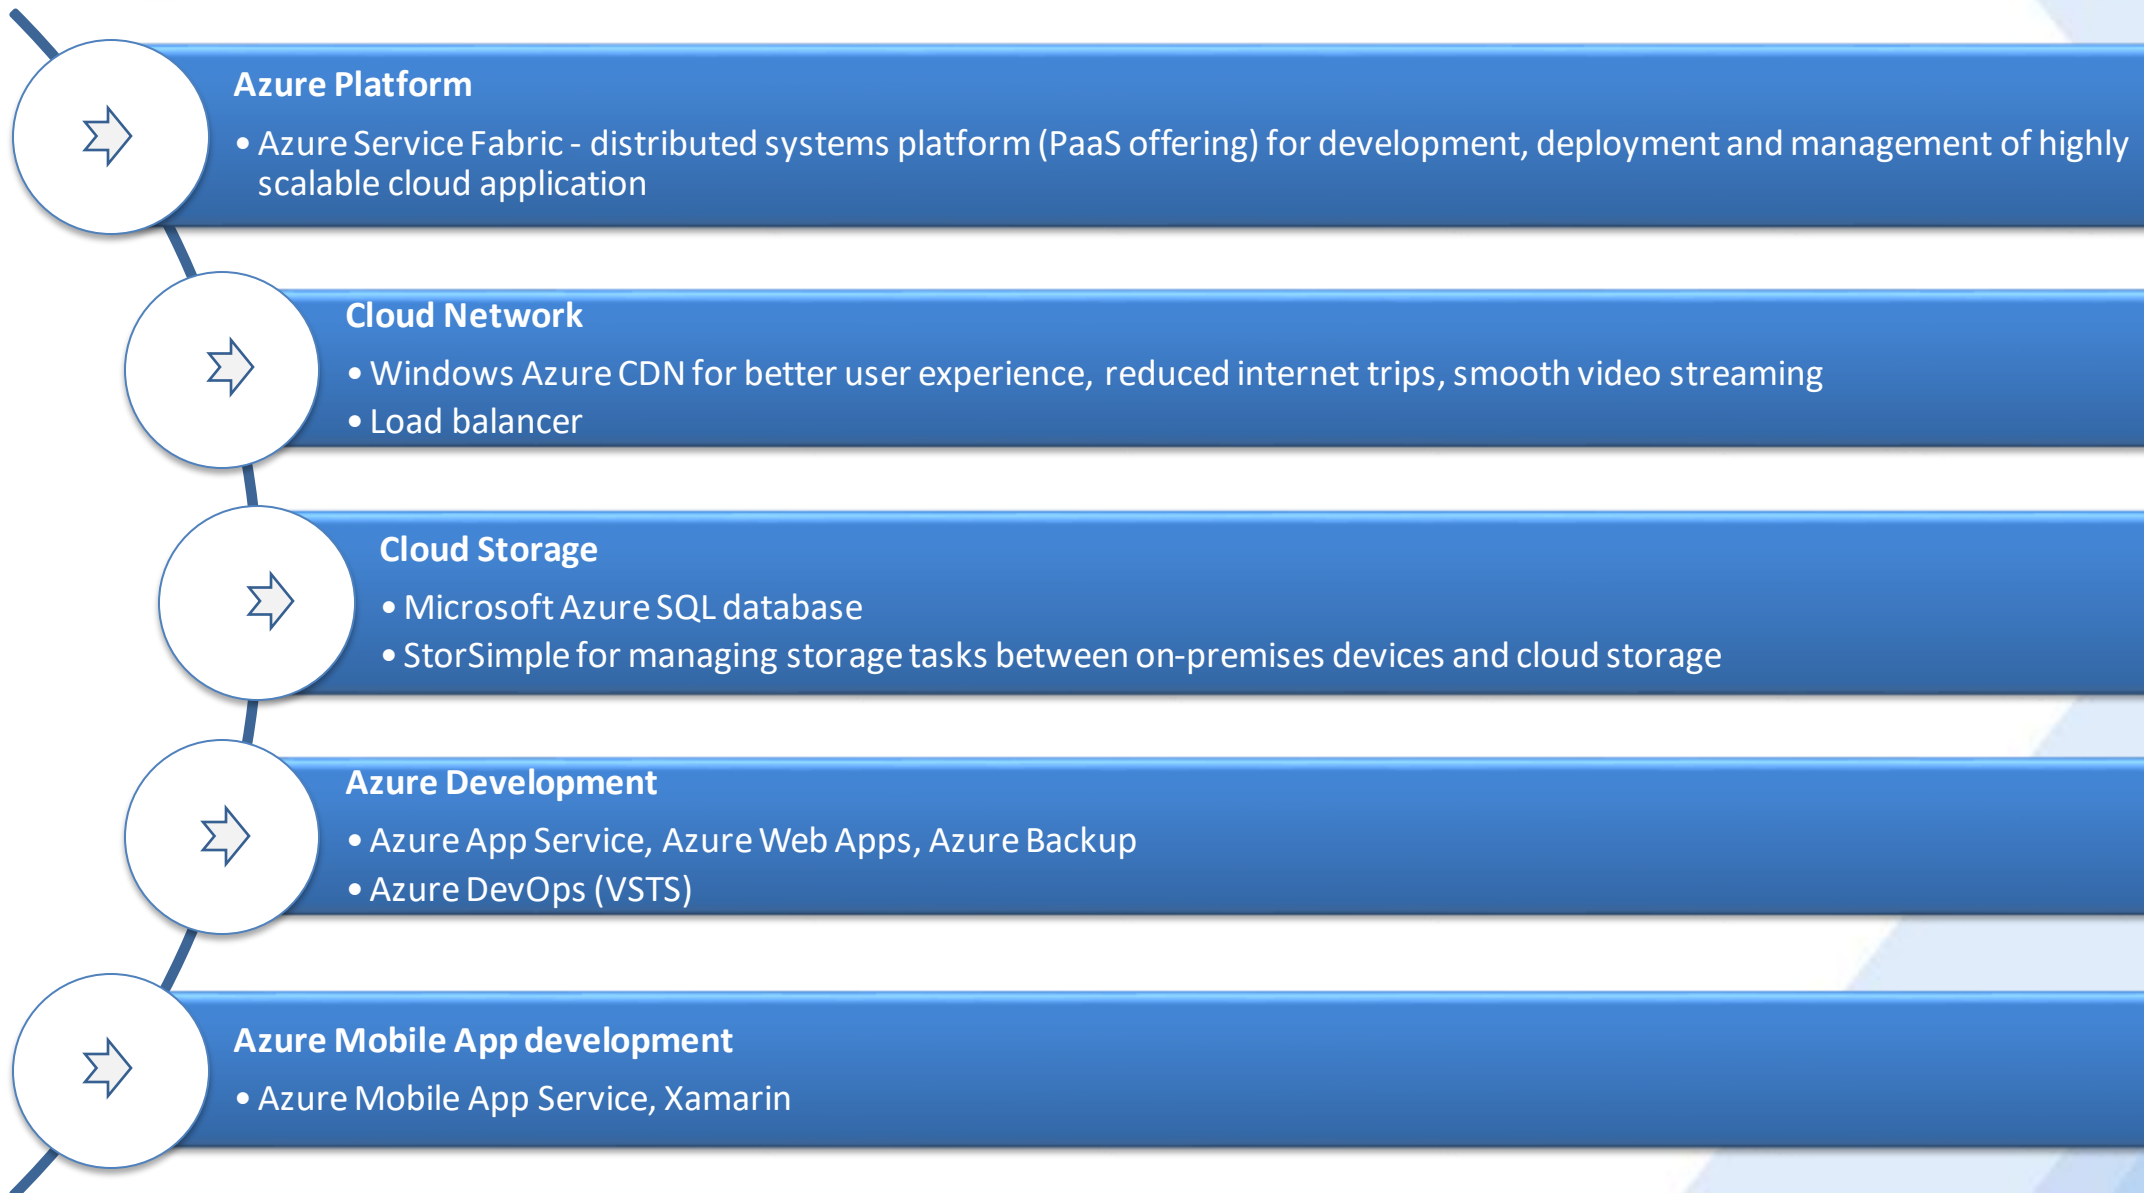 Azure Platform
• Azure Service Fabric - distributed systems platform (PaaS offering) for development, deployment and management of highly
scalable cloud application
Cloud Network
• Windows Azure CDN for better user experience, reduced internet trips, smooth video streaming
• Load balancer
Cloud Storage
• Microsoft Azure SQL database
• StorSimple for managing storage tasks between on-premises devices and cloud storage
Azure Development
• Azure App Service, Azure Web Apps, Azure Backup
• Azure DevOps (VSTS)
Azure Mobile App development
• Azure Mobile App Service, Xamarin